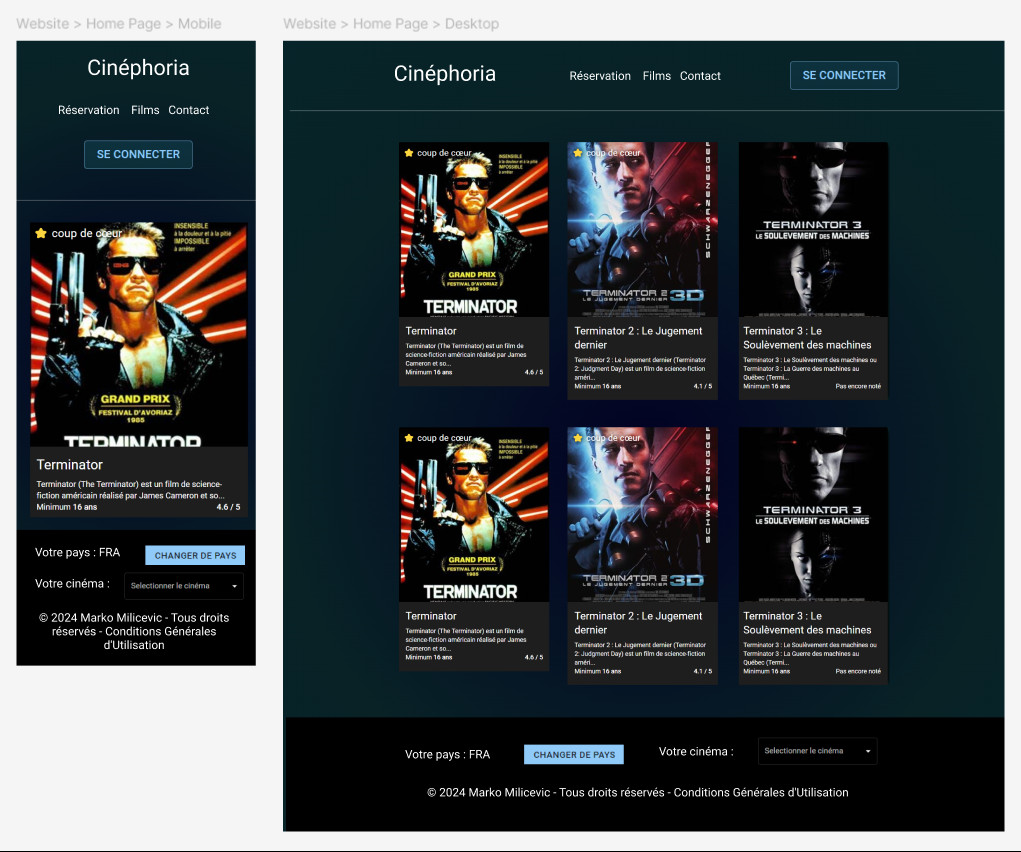 Website > Home Page > Mobile
Cinéphoria
Réservation Films Contact
SE CONNECTER
coup de cœur
INSENSIBLE
à la douleur et à la pitié
IMPOSSIBLE
à arrêter
GRAND PRIX
FESTIVAL D'AVORIAZ
1985
TERMINATOR
Terminator
Terminator (The Terminator) est un film de science-
fiction américain réalisé par James Cameron et so...
Minimum 16 ans 4.6 / 5
Votre pays : FRA CHANGER DE PAYS
Votre cinéma : Selectionner le cinéma
© 2024 Marko Milicevic - Tous droits
réservés - Conditions Générales
d'Utilisation
Website > Home Page > Desktop
Cinéphoria Réservation Films Contact SE CONNECTER
coup de cœur
INSENSIBLE
à la douleur et à la pitié
IMPOSSIBLE
à arrêter
GRAND PRIX
FESTIVAL D'AVORIAZ
1985
TERMINATOR
Terminator
Terminator (The Terminator) est un film de
science-fiction américain réalisé par James
Cameron et so...
Minimum 16 ans 4.6 / 5
coup de cœur
TERMINATOR 2 3D
LE JUGEMENT DERNIER
Terminator 2 : Le Jugement
dernier
Terminator 2 : Le Jugement dernier (Terminator
2: Judgment Day) est un film de science-fiction
améri...
Minimum 16 ans 4.1 / 5
TERMINATOR 3
LE SOULEVEMENT DES MACHINES
Terminator 3 : Le
Soulèvement des machines
Terminator 3 : Le Soulèvement des machines ou
Terminator 3 : La Guerre des machines au
Québec (Termi...
Minimum 16 ans Pas encore noté
coup de cœur
INSENSIBLE
à la douleur et à la pitié
IMPOSSIBLE
à arrêter
GRAND PRIX
FESTIVAL D'AVORIAZ
1985
TERMINATOR
Terminator
Terminator (The Terminator) est un film de
science-fiction américain réalisé par James
Cameron et so...
Minimum 16 ans 4.6 / 5
coup de cœur
TERMINATOR 2 3D
LE JUGEMENT DERNIER
Terminator 2 : Le Jugement
dernier
Terminator 2 : Le Jugement dernier (Terminator
2: Judgment Day) est un film de science-fiction
améri...
Minimum 16 ans 4.1 / 5
TERMINATOR 3
LE SOULEVEMENT DES MACHINES
Terminator 3 : Le
Soulèvement des machines
Terminator 3 : Le Soulèvement des machines ou
Terminator 3 : La Guerre des machines au
Québec (Termi...
Minimum 16 ans Pas encore noté
Votre pays : FRA CHANGER DE PAYS Votre cinéma : Selectionner le cinéma
© 2024 Marko Milicevic - Tous droits réservés - Conditions Générales d'Utilisation